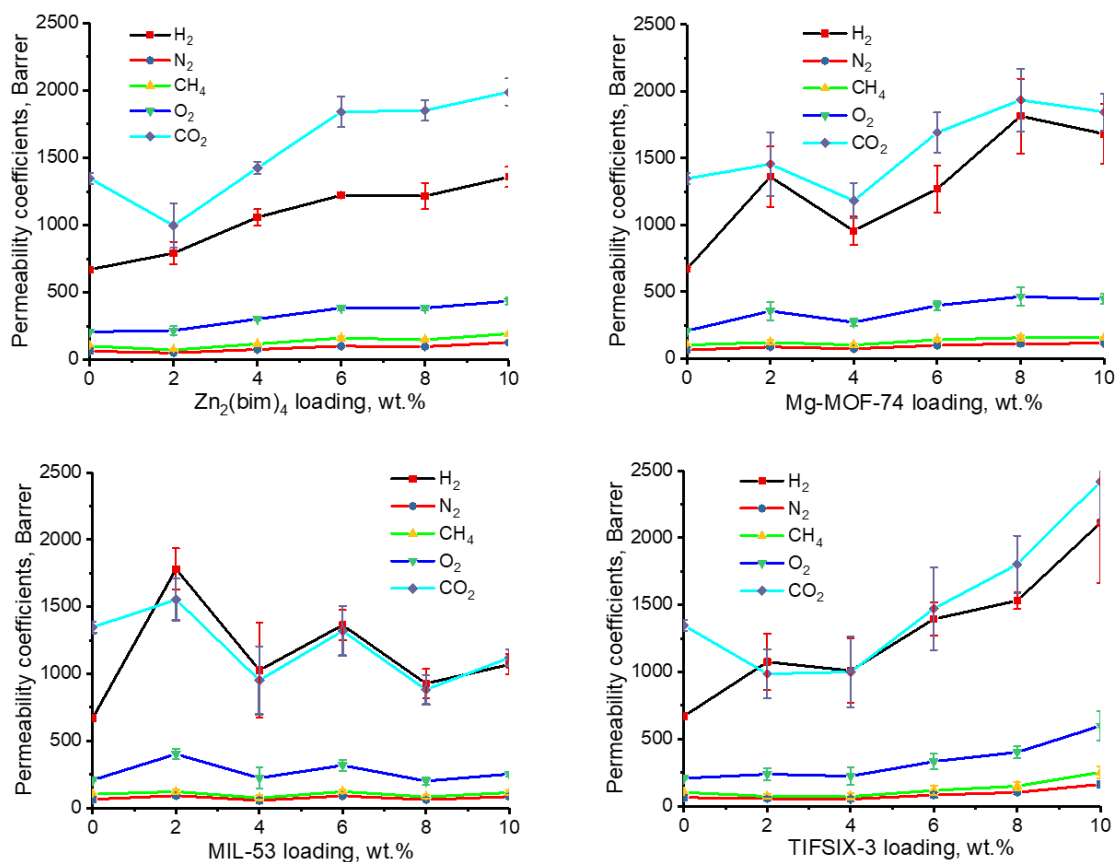 Permeability coefficients, Barrer
2500
2000
1500
1000
500
0
H₂
N₂
CH₄
O₂
CO₂
0 2 4 6 8 10
Zn₂(bim)₄ loading, wt.%
Permeability coefficients, Barrer
2500
2000
1500
1000
500
0
H₂
N₂
CH₄
O₂
CO₂
0 2 4 6 8 10
Mg-MOF-74 loading, wt.%
Permeability coefficients, Barrer
2500
2000
1500
1000
500
0
H₂
N₂
CH₄
O₂
CO₂
0 2 4 6 8 10
MIL-53 loading, wt.%
Permeability coefficients, Barrer
2500
2000
1500
1000
500
0
H₂
N₂
CH₄
O₂
CO₂
0 2 4 6 8 10
TIFSIX-3 loading, wt.%